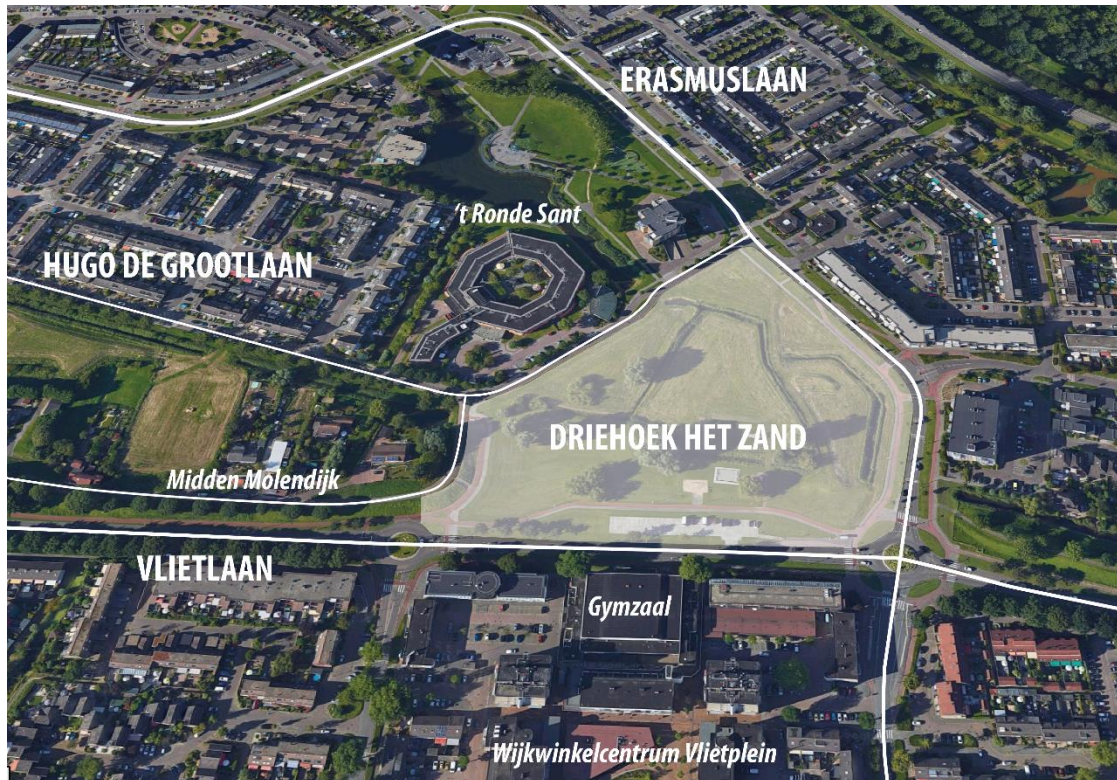 ERASMUSLAAN
't Ronde Sant
HUGO DE GROOTLAAN
DRIEHOEK HET ZAND
Midden Molendijk
VLIETLAAN
Gymzaal
Wijkwinkelcentrum Vlietplein